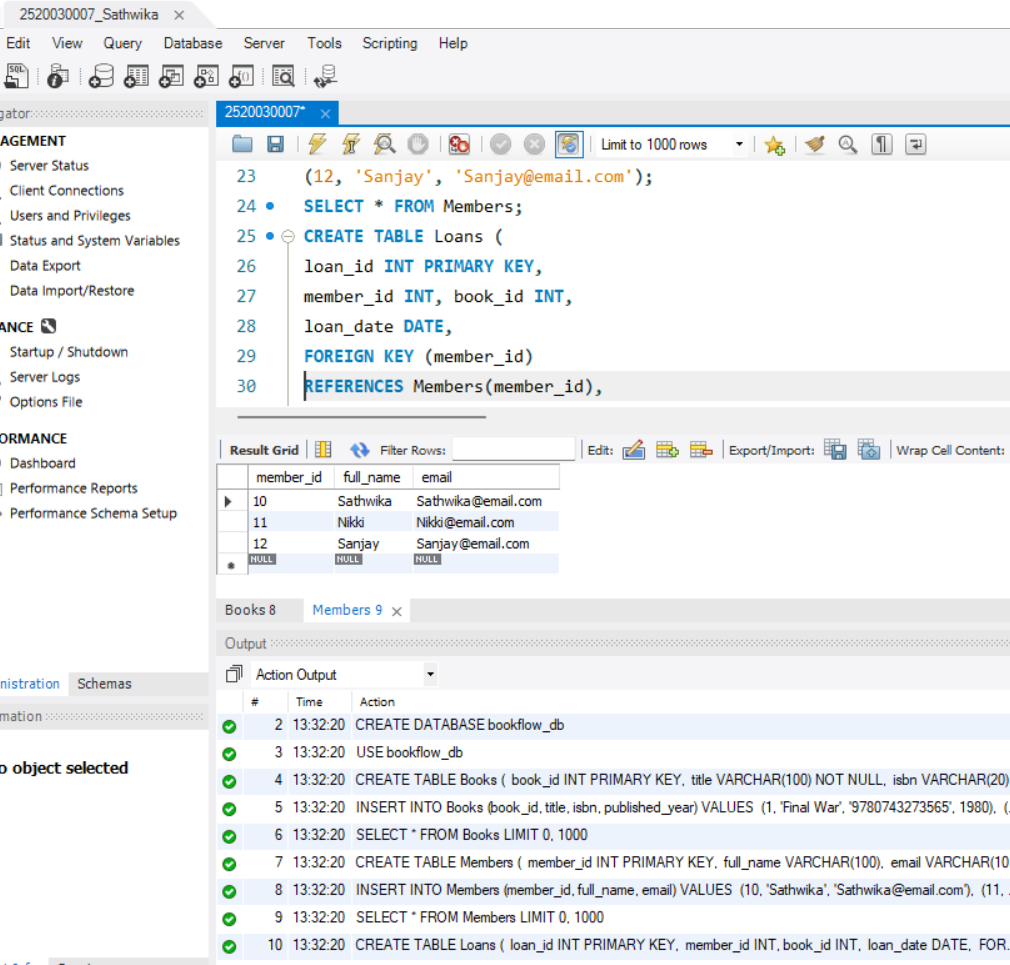 2520030007_Sathwika
Edit View Query Database Server Tools Scripting Help
gator
2520030007*
AGEMENT
Server Status
Client Connections
Users and Privileges
Status and System Variables
Data Export
Data Import/Restore
ANCE
Startup / Shutdown
Server Logs
Options File
ORMANCE
Dashboard
Performance Reports
Performance Schema Setup
nistration Schemas
mation
o object selected
Limit to 1000 rows
23 (12, 'Sanjay', 'Sanjay@email.com');
24 SELECT * FROM Members;
25 CREATE TABLE Loans (
26 loan_id INT PRIMARY KEY,
27 member_id INT, book_id INT,
28 loan_date DATE,
29 FOREIGN KEY (member_id)
30 REFERENCES Members(member_id),
Result Grid Filter Rows: Edit: Export/Import: Wrap Cell Content:
member_id full_name email
10 Sathwika Sathwika@email.com
11 Nikki Nikki@email.com
12 Sanjay Sanjay@email.com
NULL NULL NULL
Books 8 Members 9
Output
Action Output
# Time Action
2 13:32:20 CREATE DATABASE bookflow_db
3 13:32:20 USE bookflow_db
4 13:32:20 CREATE TABLE Books ( book_id INT PRIMARY KEY, title VARCHAR(100) NOT NULL, isbn VARCHAR(20)
5 13:32:20 INSERT INTO Books (book_id, title, isbn, published_year) VALUES (1, 'Final War', '9780743273565', 1980), (.
6 13:32:20 SELECT * FROM Books LIMIT 0, 1000
7 13:32:20 CREATE TABLE Members ( member_id INT PRIMARY KEY, full_name VARCHAR(100), email VARCHAR(10
8 13:32:20 INSERT INTO Members (member_id, full_name, email) VALUES (10, 'Sathwika', 'Sathwika@email.com'), (11, .
9 13:32:20 SELECT * FROM Members LIMIT 0, 1000
10 13:32:20 CREATE TABLE Loans ( loan_id INT PRIMARY KEY, member_id INT, book_id INT, loan_date DATE, FOR.